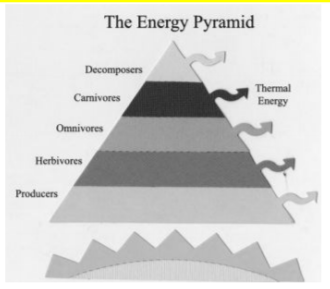 The Energy Pyramid
Decomposers
Carnivores
Thermal
Energy
Omnivores
Herbivores
Producers